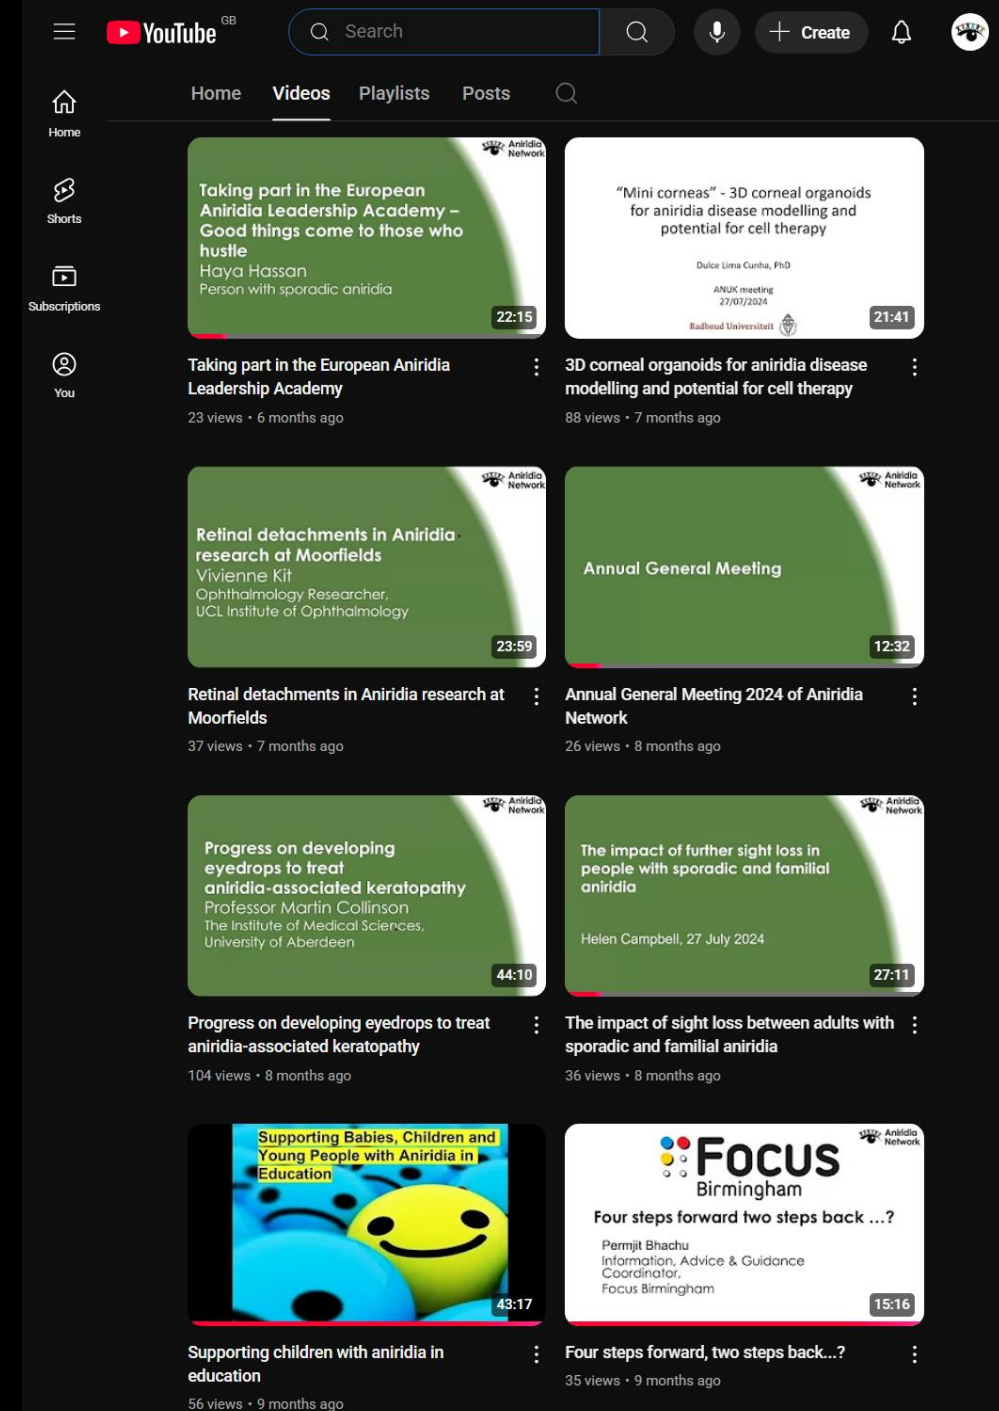 YouTube GB
Search
Create
Home
Shorts
Subscriptions
You
Home Videos Playlists Posts
Aniridia
Network
Taking part in the European
Aniridia Leadership Academy –
Good things come to those who
hustle
Haya Hassan
Person with sporadic aniridia
22:15
Taking part in the European Aniridia
Leadership Academy
23 views • 6 months ago
“Mini corneas” - 3D corneal organoids
for aniridia disease modelling and
potential for cell therapy
Dulce Lima Cunha, PhD
ANUK meeting
27/07/2024
Radboud Universiteit
21:41
3D corneal organoids for aniridia disease
modelling and potential for cell therapy
88 views • 7 months ago
Aniridia
Network
Retinal detachments in Aniridia
research at Moorfields
Vivienne Kit
Ophthalmology Researcher,
UCL Institute of Ophthalmology
23:59
Retinal detachments in Aniridia research at
Moorfields
37 views • 7 months ago
Aniridia
Network
Annual General Meeting
12:32
Annual General Meeting 2024 of Aniridia
Network
26 views • 8 months ago
Aniridia
Network
Progress on developing
eyedrops to treat
aniridia-associated keratopathy
Professor Martin Collinson
The Institute of Medical Sciences,
University of Aberdeen
44:10
Progress on developing eyedrops to treat
aniridia-associated keratopathy
104 views • 8 months ago
Aniridia
Network
The impact of further sight loss in
people with sporadic and familial
aniridia
Helen Campbell, 27 July 2024
27:11
The impact of sight loss between adults with
sporadic and familial aniridia
36 views • 8 months ago
Supporting Babies, Children and
Young People with Aniridia in
Education
43:17
Supporting children with aniridia in
education
56 views • 9 months ago
Aniridia
Network
Focus
Birmingham
Four steps forward two steps back ...?
Permjit Bhachu
Information, Advice & Guidance
Coordinator,
Focus Birmingham
15:16
Four steps forward, two steps back...?
35 views • 9 months ago